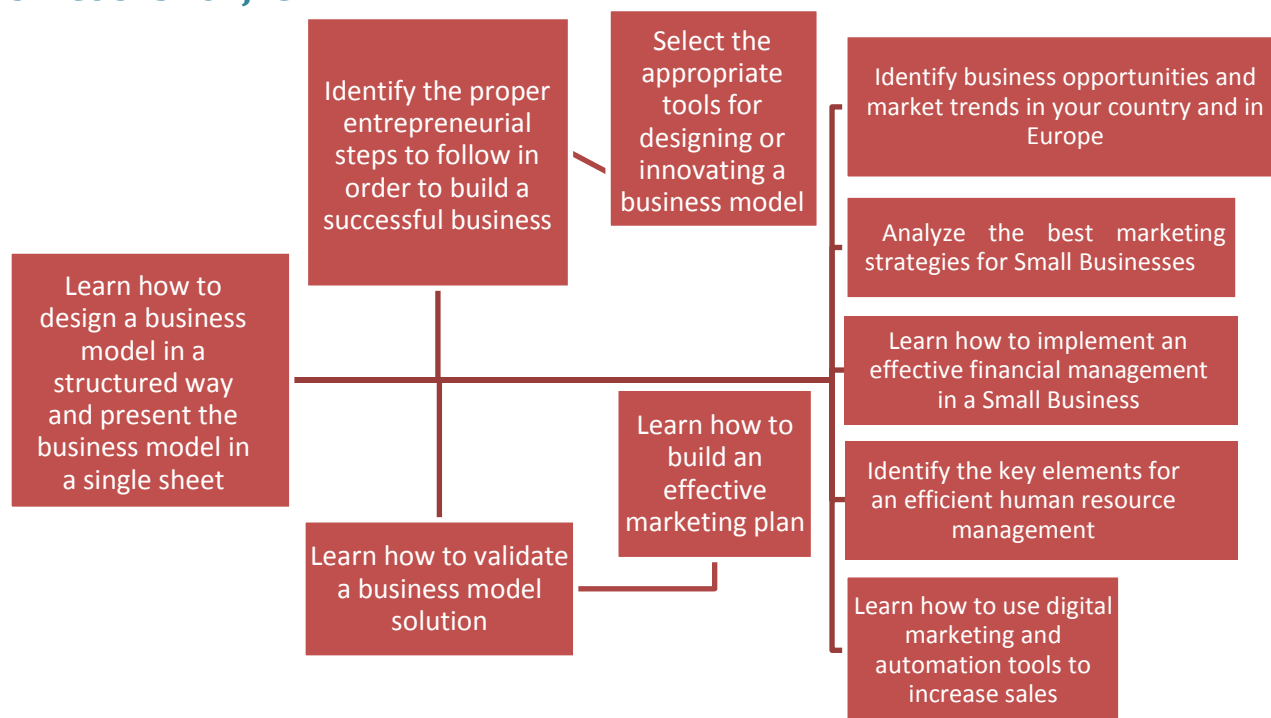 Identify the proper
entrepreneurial
steps to follow in
order to build a
successful business
Select the
appropriate
tools for
designing or
innovating a
business model
Identify business opportunities and
market trends in your country and in
Europe
Analyze the best marketing
strategies for Small Businesses
Learn how to
design a business
model in a
structured way
and present the
business model in
a single sheet
Learn how to implement an
effective financial management
in a Small Business
Learn how to
build an
effective
marketing plan
Identify the key elements for
an efficient human resource
management
Learn how to validate
a business model
solution
Learn how to use digital
marketing and
automation tools to
increase sales